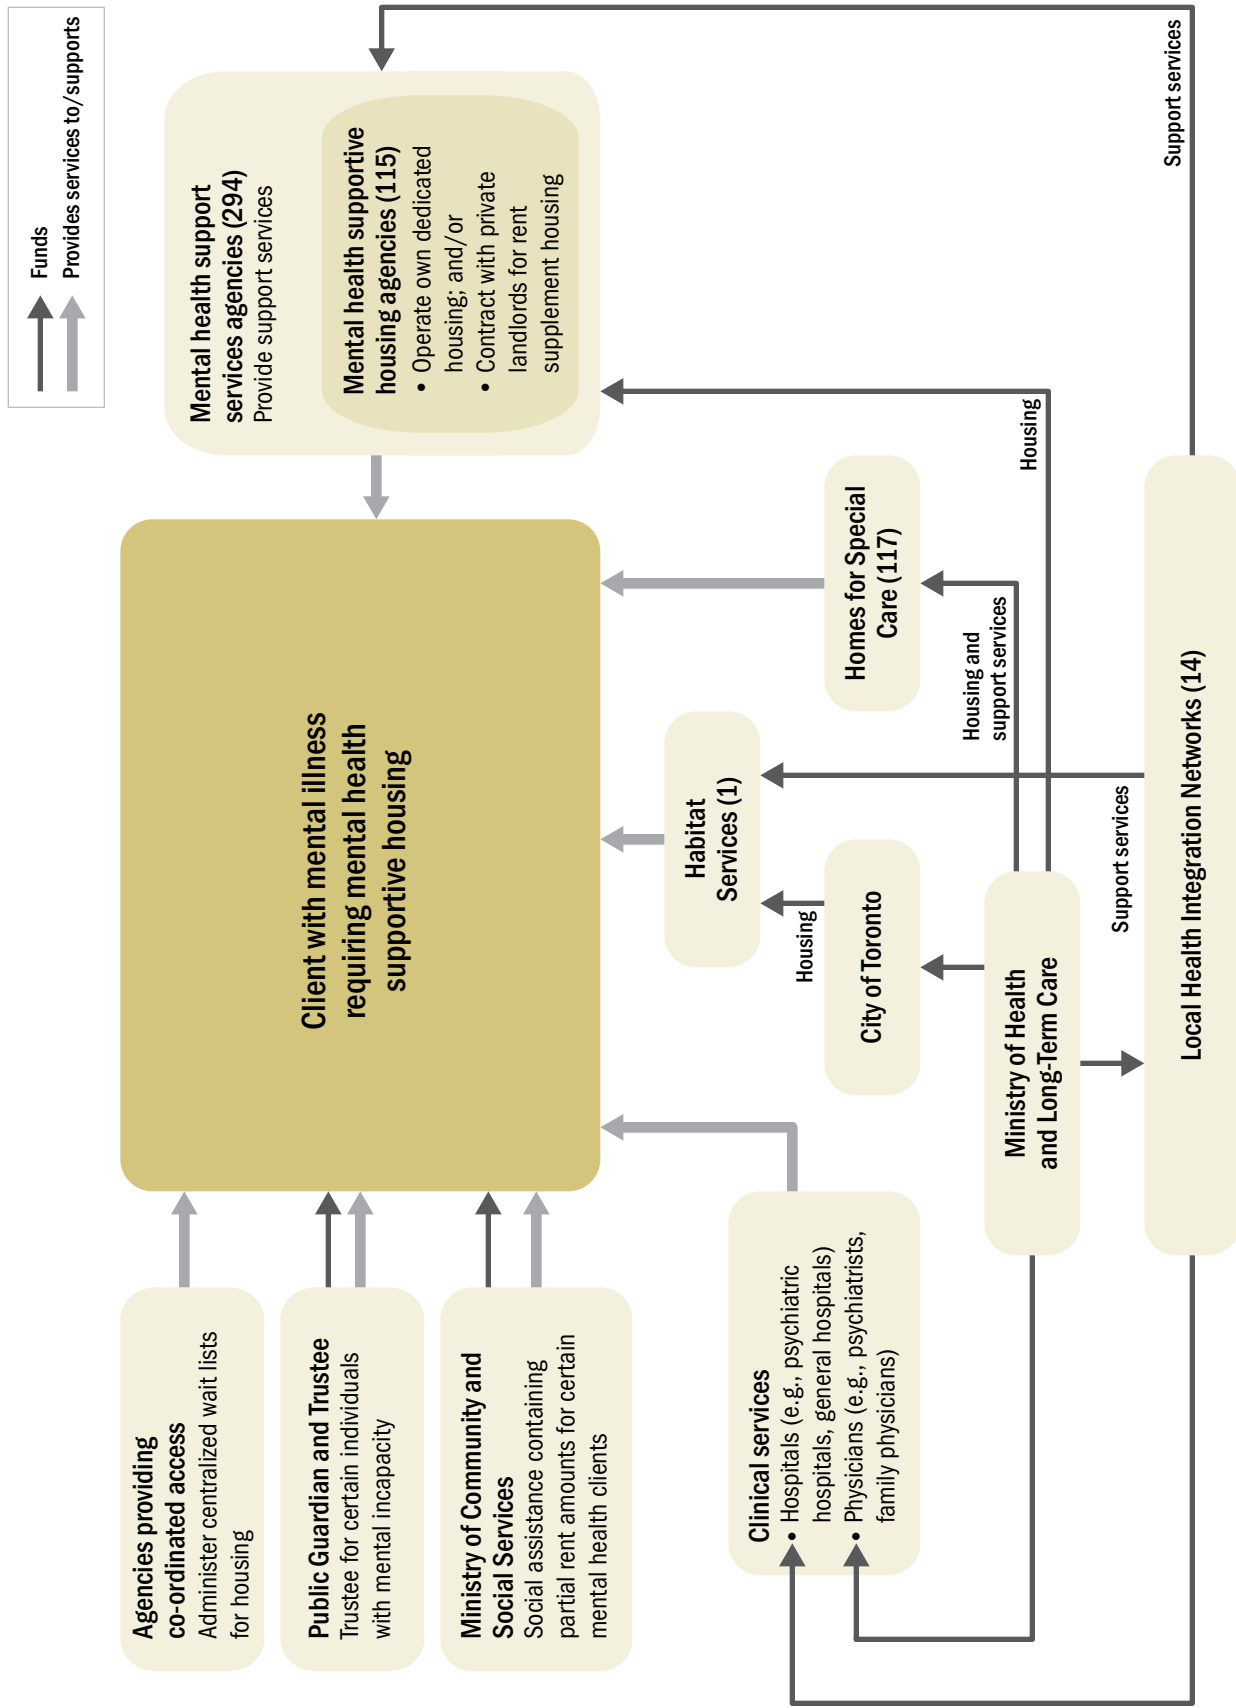 Funds
Provides services to/supports
Agencies providing
co-ordinated access
Administer centralized wait lists
for housing
Public Guardian and Trustee
Trustee for certain individuals
with mental incapacity
Ministry of Community and
Social Services
Social assistance containing
partial rent amounts for certain
mental health clients
Client with mental illness
requiring mental health
supportive housing
Mental health support
services agencies (294)
Provide support services
Mental health supportive
housing agencies (115)
• Operate own dedicated
housing; and/or
• Contract with private
landlords for rent
supplement housing
Clinical services
• Hospitals (e.g., psychiatric
hospitals, general hospitals)
• Physicians (e.g., psychiatrists,
family physicians)
Habitat
Services (1)
Housing
City of Toronto
Homes for Special
Care (117)
Housing and
support services
Housing
Ministry of Health
and Long-Term Care
Support services
Support services
Local Health Integration Networks (14)